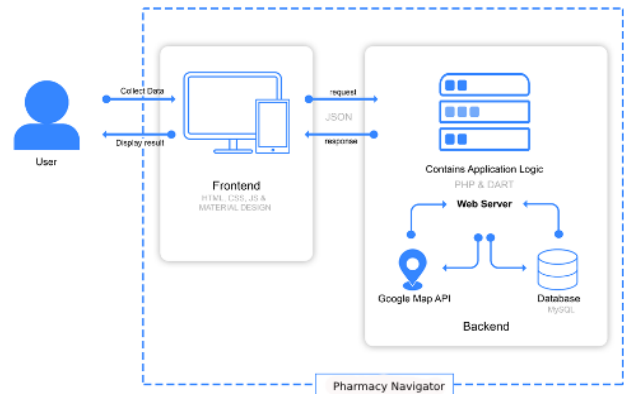 Collect Data
Display result
User
Frontend
HTML, CSS, JS &
MATERIAL DESIGN
request
JSON
response
Contains Application Logic
PHP & DART
Web Server
Google Map API
Database
MySQL
Backend
Pharmacy Navigator